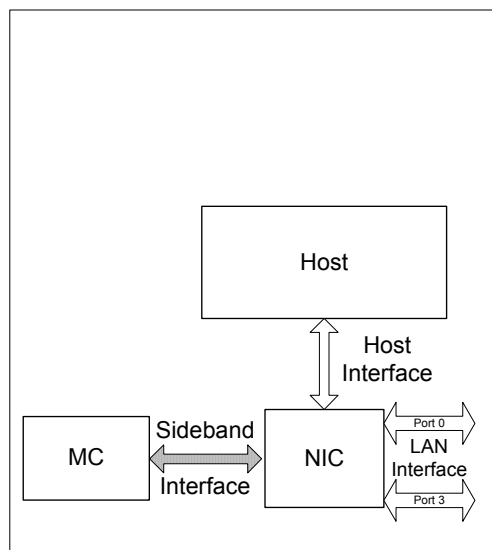 Host
Host
Interface
Sideband
Interface
MC
NIC
Port 0
LAN
Interface
Port 3